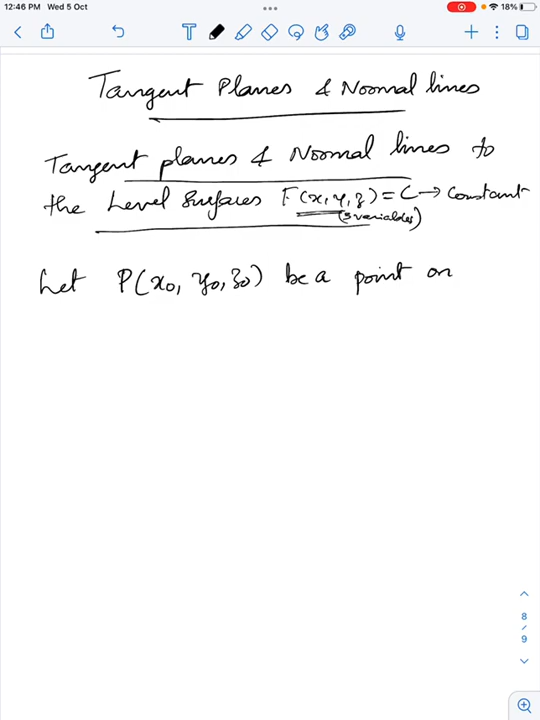 12:46 PM Wed 5 Oct
18%
Tangent Planes & Normal lines
Tangent planes & Normal lines to
the Level Surfaces F(x, y, z) = C → Constant
(3 variables)
Let P(x₀, y₀, z₀) be a point on
8
/
9